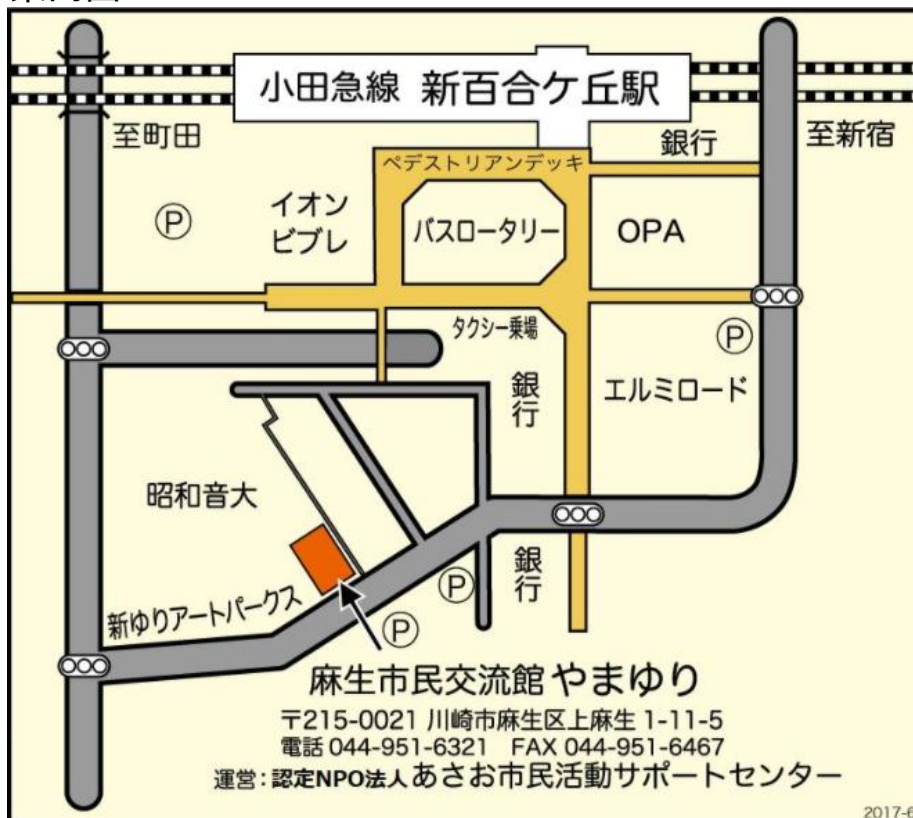 小田急線 新百合ケ丘駅
至町田
至新宿
銀行
ペデストリアンデッキ
イオン
ビブレ
バスロータリー
OPA
Ⓟ
タクシー乗場
Ⓟ
銀行
エルミロード
昭和音大
銀行
新ゆりアートパークス
Ⓟ
Ⓟ
麻生市民交流館 やまゆり
〒215-0021 川崎市麻生区上麻生 1-11-5
電話 044-951-6321 FAX 044-951-6467
運営：認定NPO法人あさお市民活動サポートセンター
2017-6